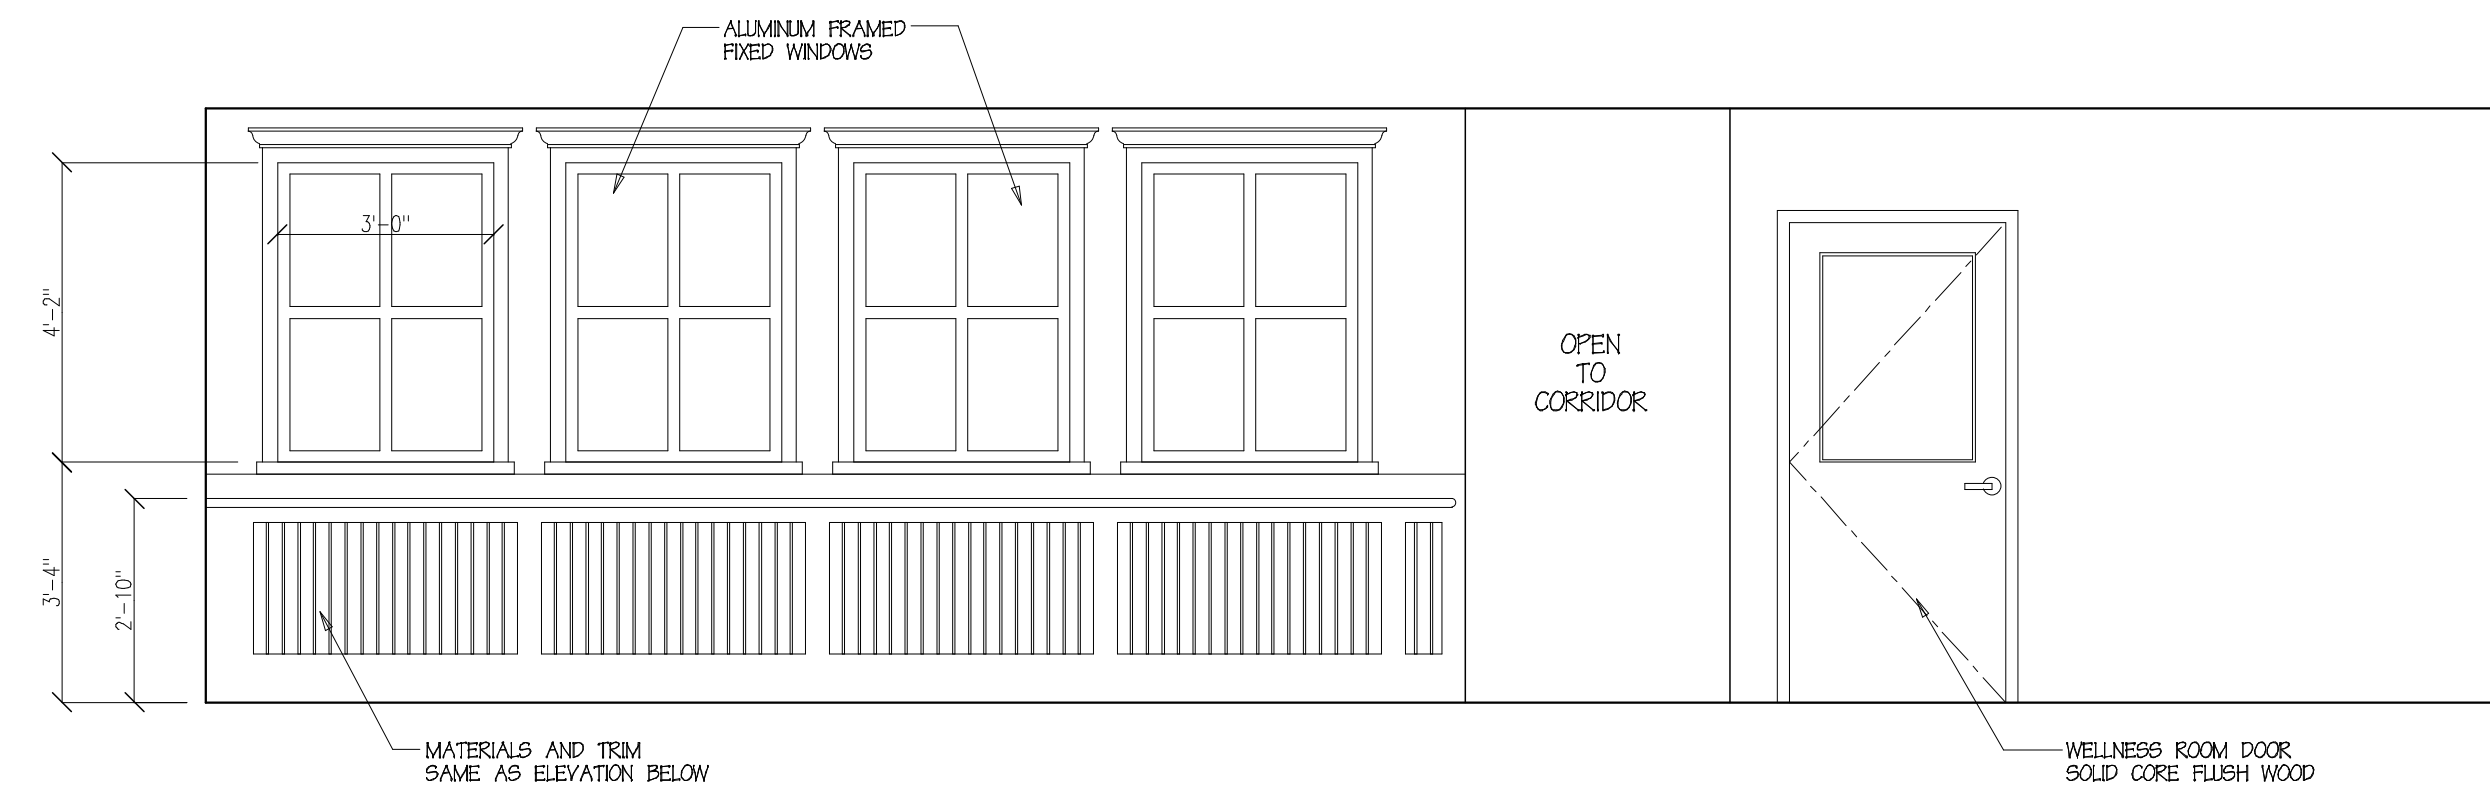 ALUMINUM FRAMED
FIXED WINDOWS
3'-0"
4'-2"
OPEN
TO
CORRIDOR
3'-4"
2'-10"
MATERIALS AND TRIM
SAME AS ELEVATION BELOW
WELLNESS ROOM DOOR
SOLID CORE FLUSH WOOD